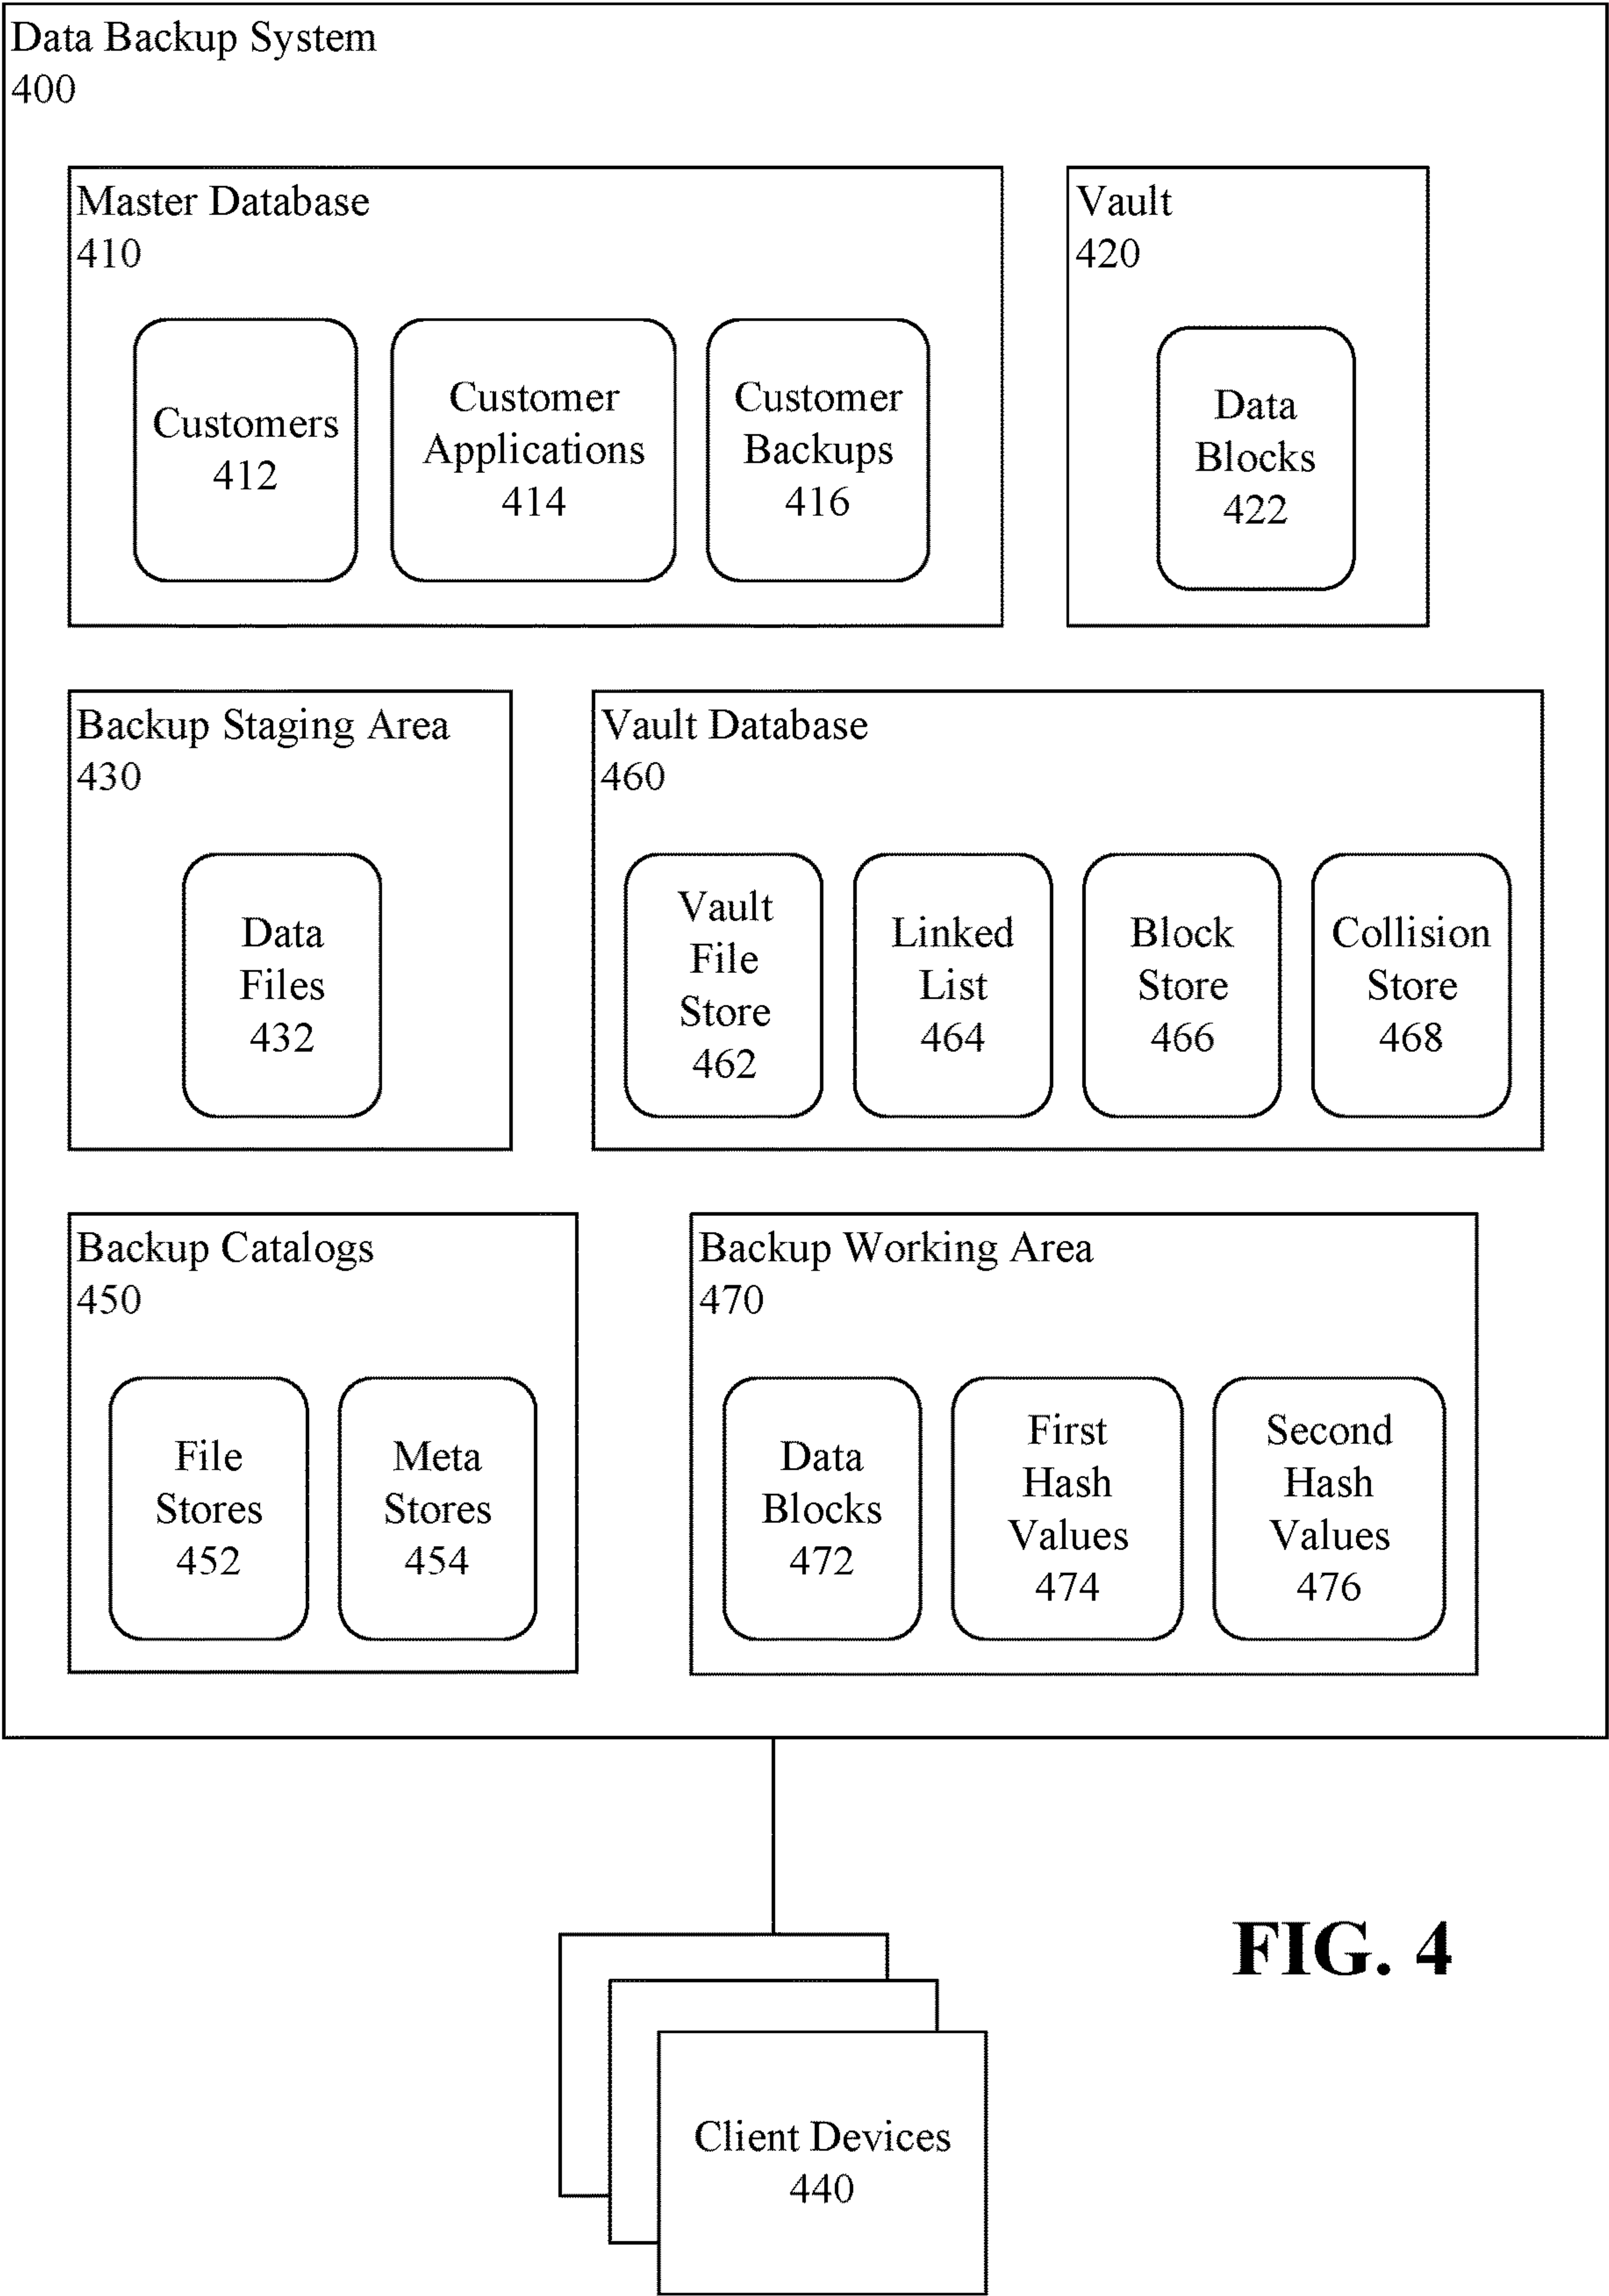 Data Backup System
400
Master Database
410
Customers
412
Customer
Applications
414
Customer
Backups
416
Vault
420
Data
Blocks
422
Backup Staging Area
430
Data
Files
432
Vault Database
460
Vault
File
Store
462
Linked
List
464
Block
Store
466
Collision
Store
468
Backup Catalogs
450
File
Stores
452
Meta
Stores
454
Backup Working Area
470
Data
Blocks
472
First
Hash
Values
474
Second
Hash
Values
476
Client Devices
440
FIG. 4